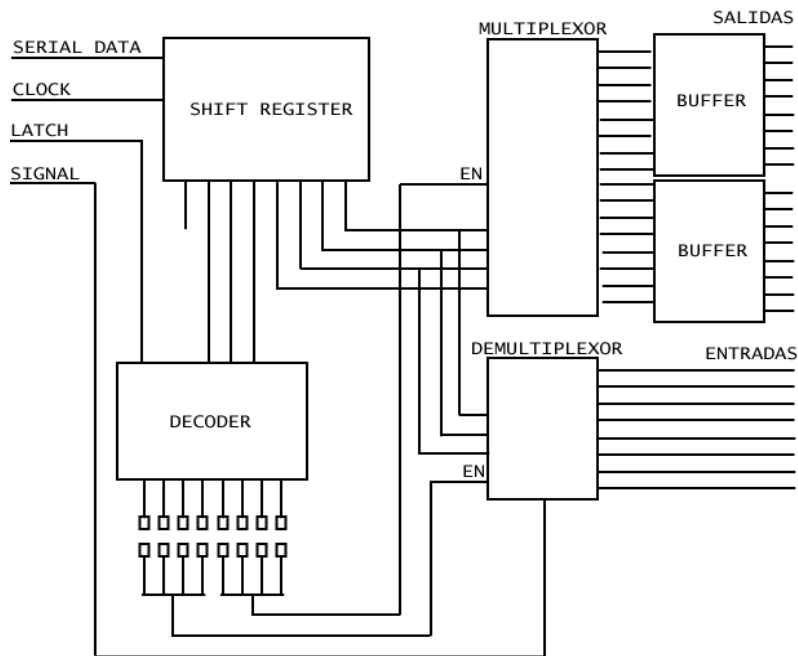 SALIDAS
MULTIPLEXOR
SERIAL DATA
CLOCK
SHIFT REGISTER
BUFFER
LATCH
SIGNAL
EN
BUFFER
DEMULTIPLEXOR
ENTRADAS
DECODER
EN